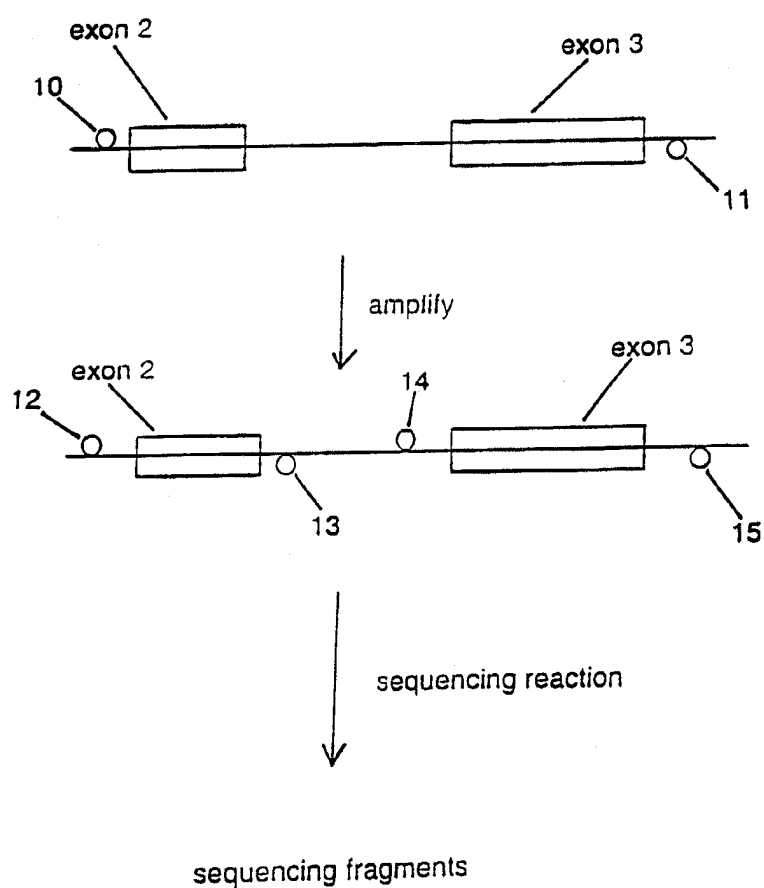 exon 2
exon 3
10
11
amplify
exon 3
exon 2
14
12
13
15
sequencing reaction
sequencing fragments